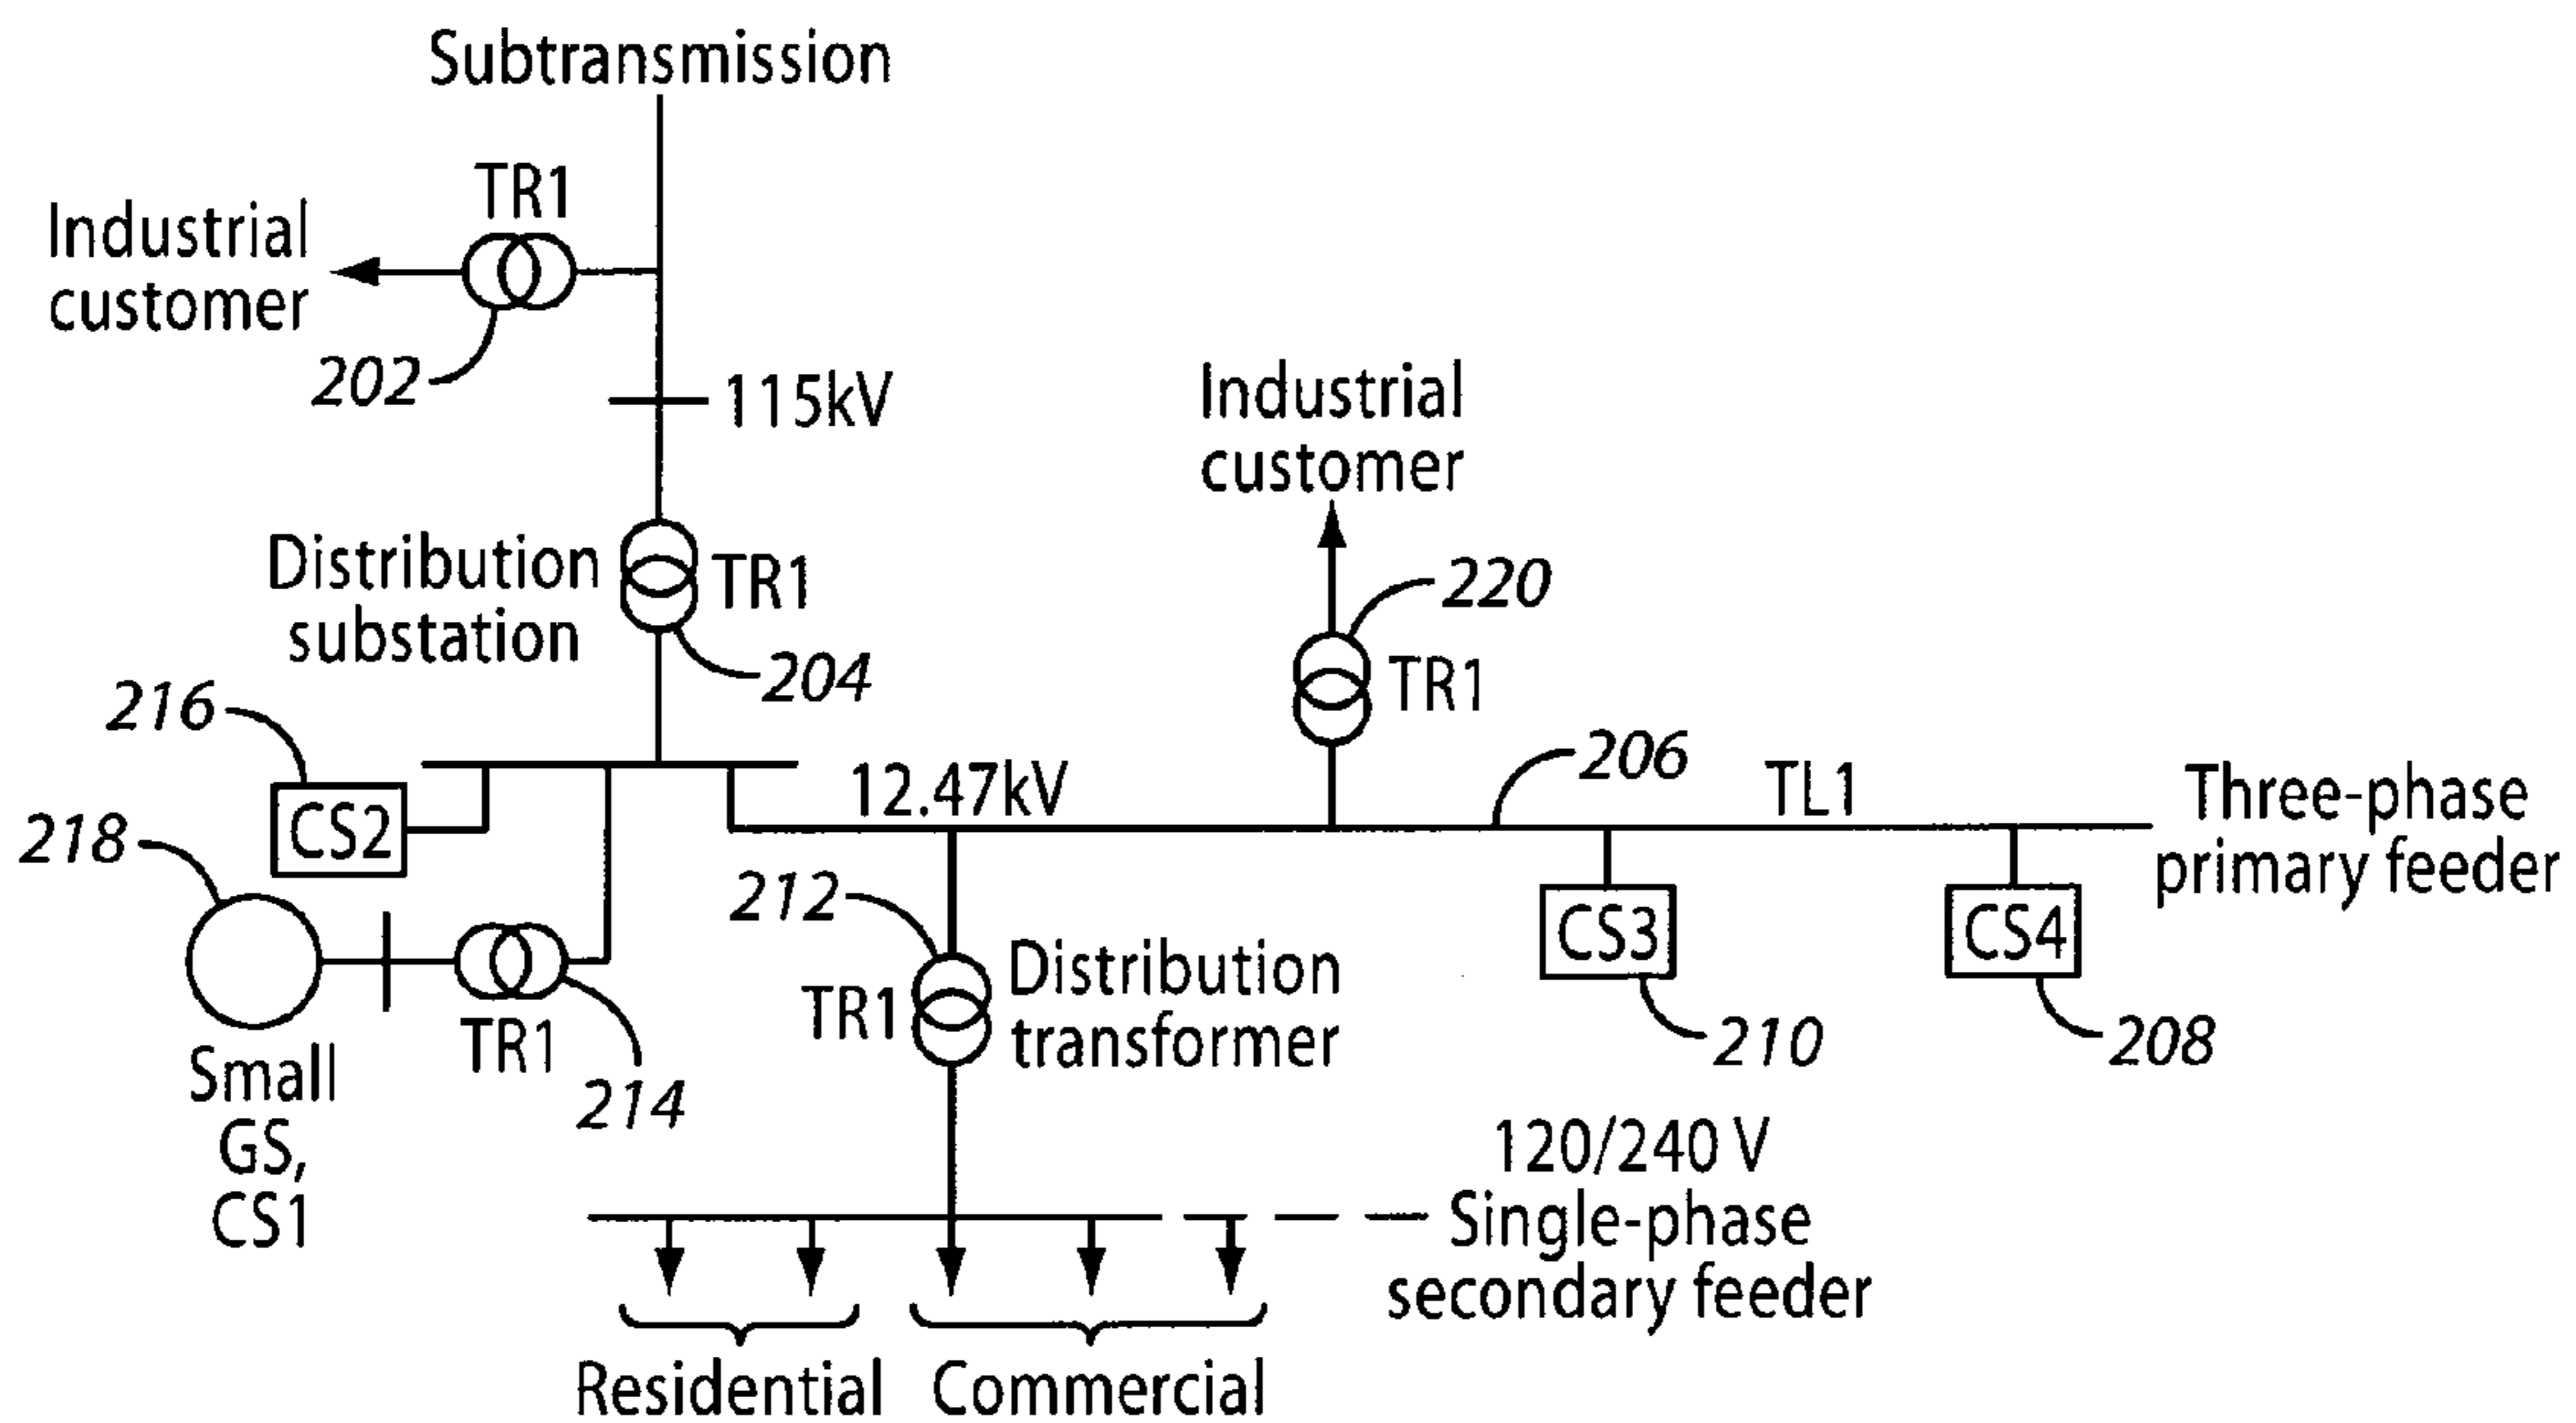 Subtransmission
TR1
Industrial
customer
202
115kV
Industrial
customer
Distribution
substation
TR1
204
220
TR1
216
CS2
218
12.47kV
206
TL1
Three-phase
primary feeder
212
TR1
Distribution
transformer
CS3
CS4
210
208
TR1
214
Small
GS,
CS1
120/240 V
Single-phase
secondary feeder
Residential
Commercial